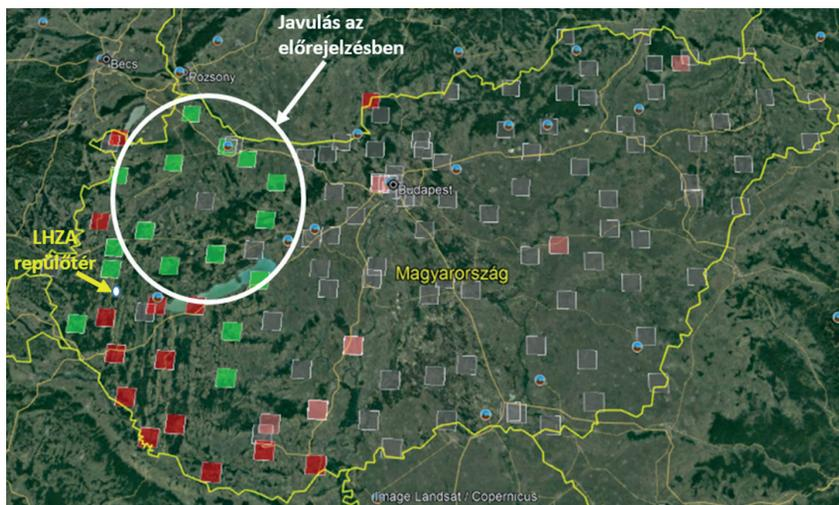 Javulás az
előrejelzésben
Bécs
Pozsony
Budapest
LHZA
repülőtér
Magyarország
Image Landsat / Copernicus